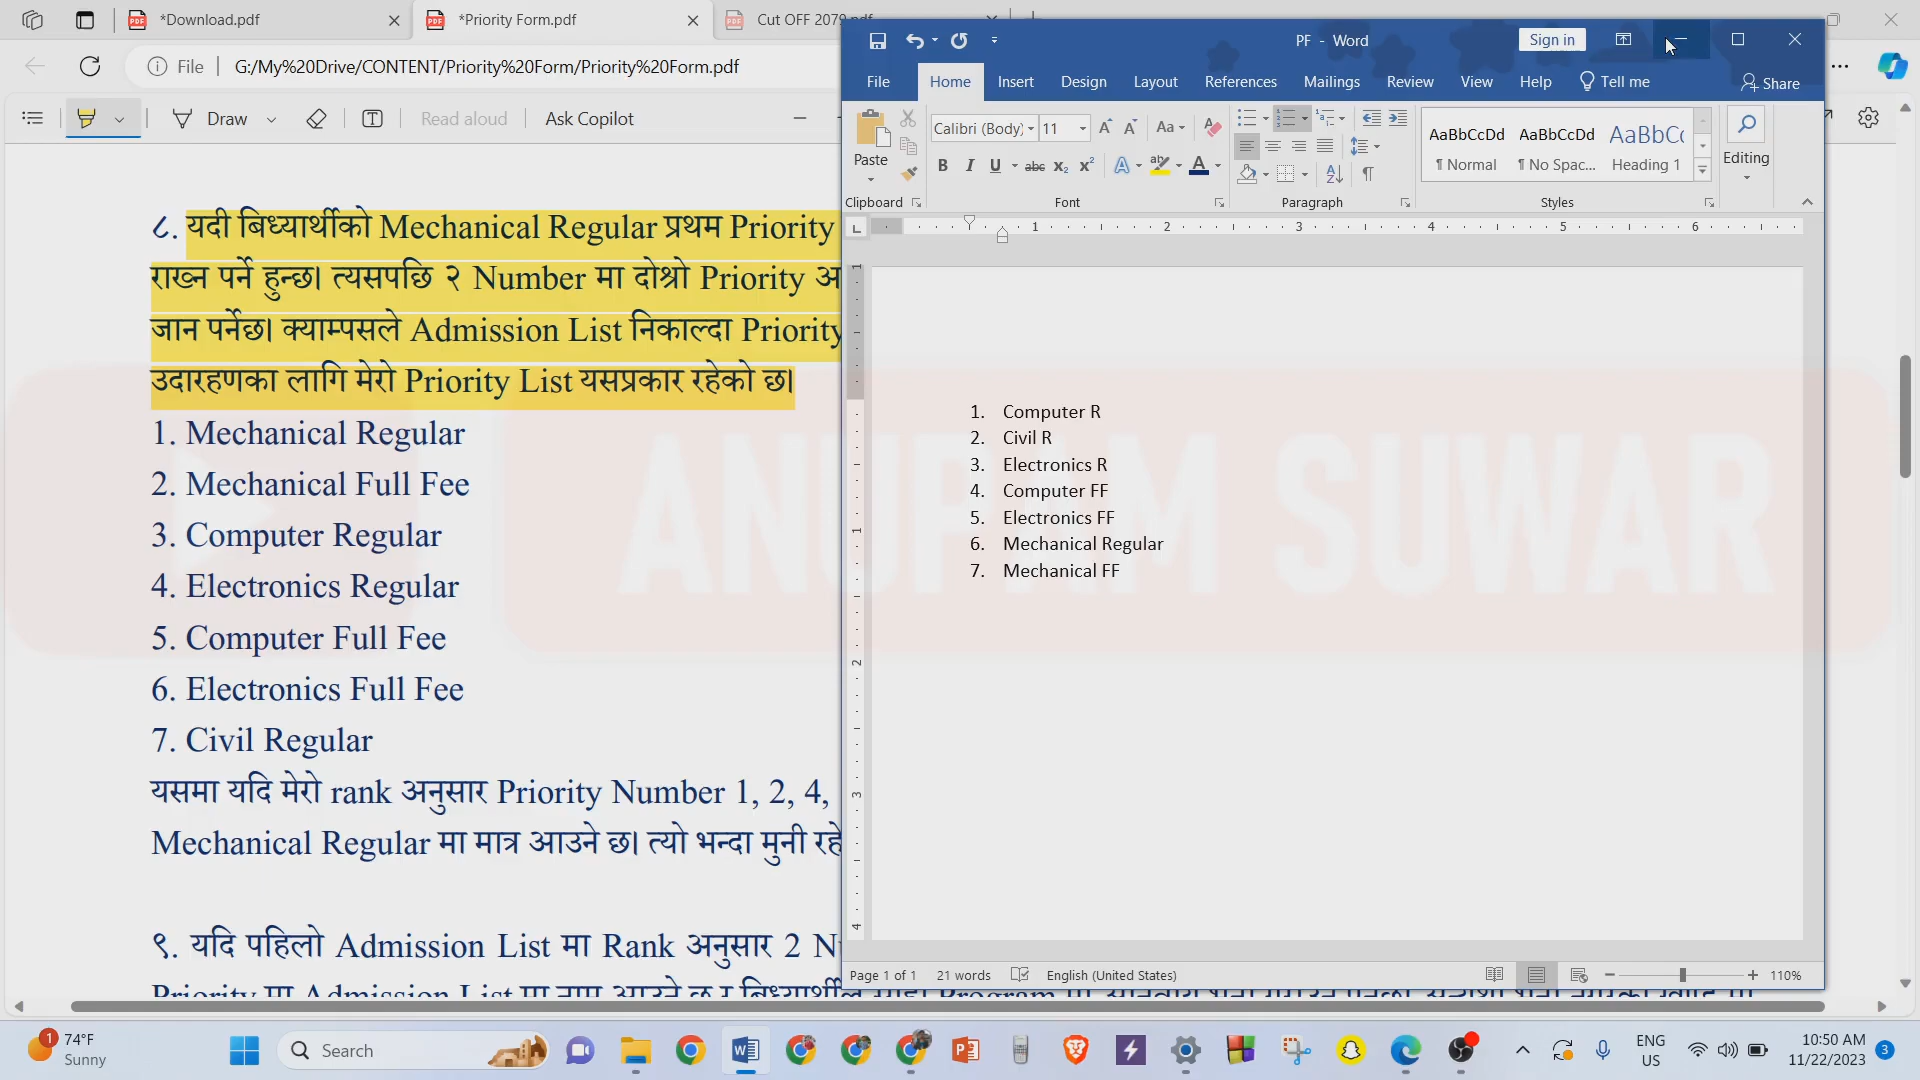 *Download.pdf
*Priority Form.pdf
Cut OFF 2079.pdf
PF - Word
Sign in
File
G:/My%20Drive/CONTENT/Priority%20Form/Priority%20Form.pdf
File Home Insert Design Layout References Mailings Review View Help Tell me Share
Draw
Read aloud
Ask Copilot
Paste
Calibri (Body) 11
Aa
AaBbCcDd AaBbCcDd AaBbCc
¶ Normal ¶ No Spac... Heading 1
Editing
Clipboard Font Paragraph Styles
८. यदी बिध्यार्थीको Mechanical Regular प्रथम Priority
राख्न पर्ने हुन्छ। त्यसपछि २ Number मा दोश्रो Priority अ
जान पर्नेछ। क्याम्पसले Admission List निकाल्दा Priority
उदारहणका लागि मेरो Priority List यसप्रकार रहेको छ।
1. Mechanical Regular
2. Mechanical Full Fee
3. Computer Regular
4. Electronics Regular
5. Computer Full Fee
6. Electronics Full Fee
7. Civil Regular
यसमा यदि मेरो rank अनुसार Priority Number 1, 2, 4,
Mechanical Regular मा मात्र आउने छ। त्यो भन्दा मुनी रहे
९. यदि पहिलो Admission List मा Rank अनुसार 2 N
1. Computer R
2. Civil R
3. Electronics R
4. Computer FF
5. Electronics FF
6. Mechanical Regular
7. Mechanical FF
ANUPAM SUWAR
Page 1 of 1 21 words English (United States) 110%
74°F
Sunny
Search
ENG
US
10:50 AM
11/22/2023
3